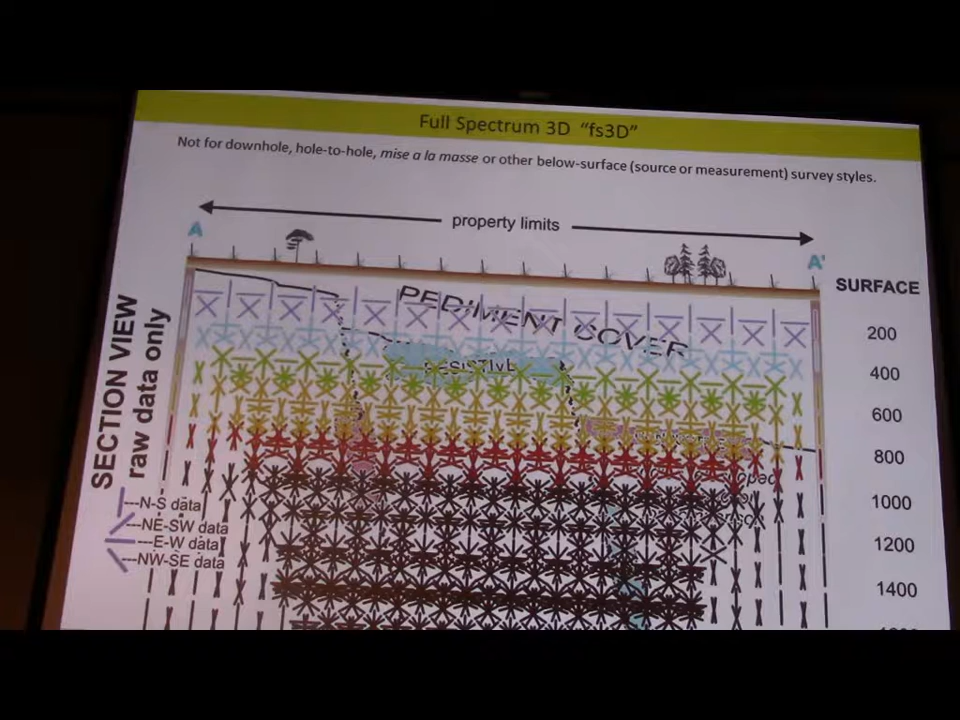 Full Spectrum 3D "fs3D"
Not for downhole, hole-to-hole, mise a la masse or other below-surface (source or measurement) survey styles.
property limits
A
A'
SURFACE
PEDIMENT COVER
200
400
600
800
1000
1200
1400
SECTION VIEW
raw data only
N-S data
NE-SW data
E-W data
NW-SE data